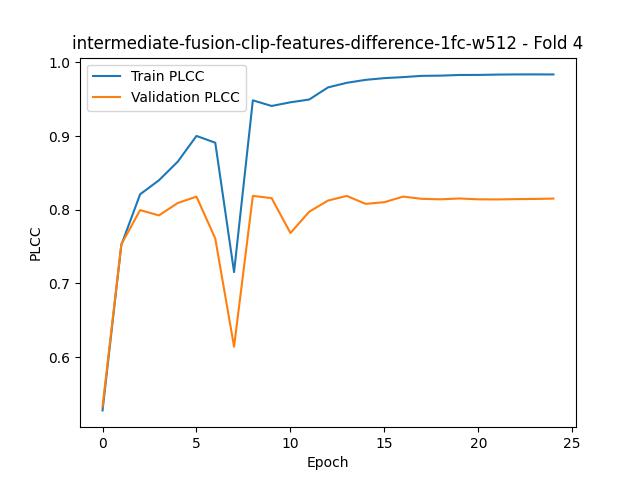 intermediate-fusion-clip-features-difference-1fc-w512 - Fold 4
Train PLCC
Validation PLCC
PLCC
1.0
0.9
0.8
0.7
0.6
0 5 10 15 20 25
Epoch